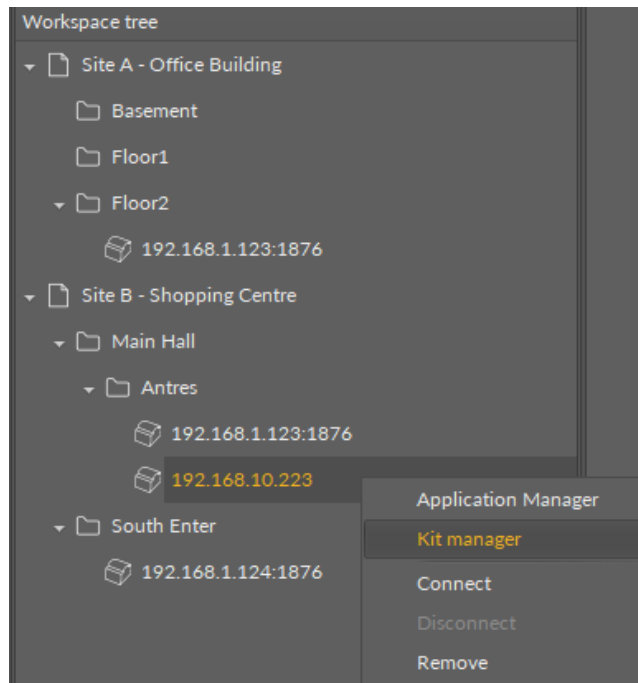 Workspace tree
Site A - Office Building
Basement
Floor1
Floor2
192.168.1.123:1876
Site B - Shopping Centre
Main Hall
Antres
192.168.1.123:1876
192.168.10.223
South Enter
192.168.1.124:1876
Application Manager
Kit manager
Connect
Disconnect
Remove